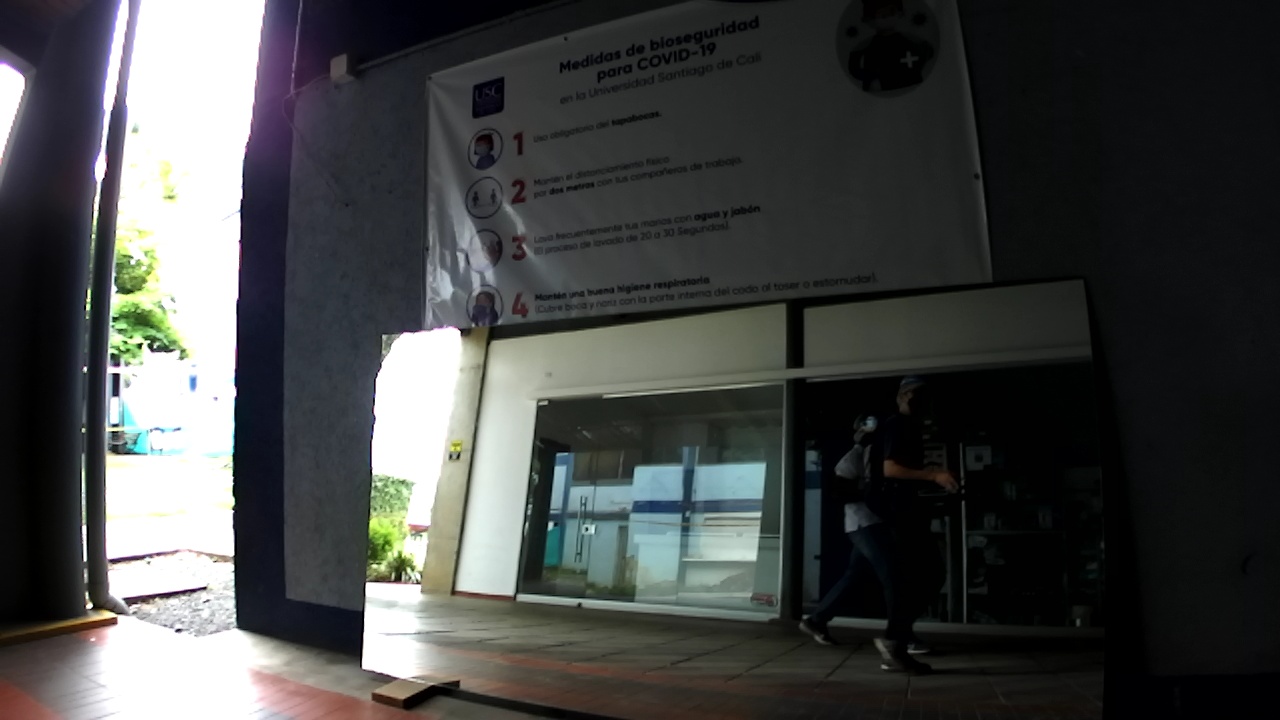 Medidas de bioseguridad
para COVID-19
en la Universidad Santiago de Cali
USC
1 Uso obligatorio del tapabocas.
2 Mantén el distanciamiento físico
por dos metros con tus compañeros de trabajo.
3 Lava frecuentemente tus manos con agua y jabón
(El proceso de lavado de 20 a 30 Segundos).
4 Mantén una buena higiene respiratoria
(Cubre boca y nariz con la parte interna del codo al toser o estornudar).